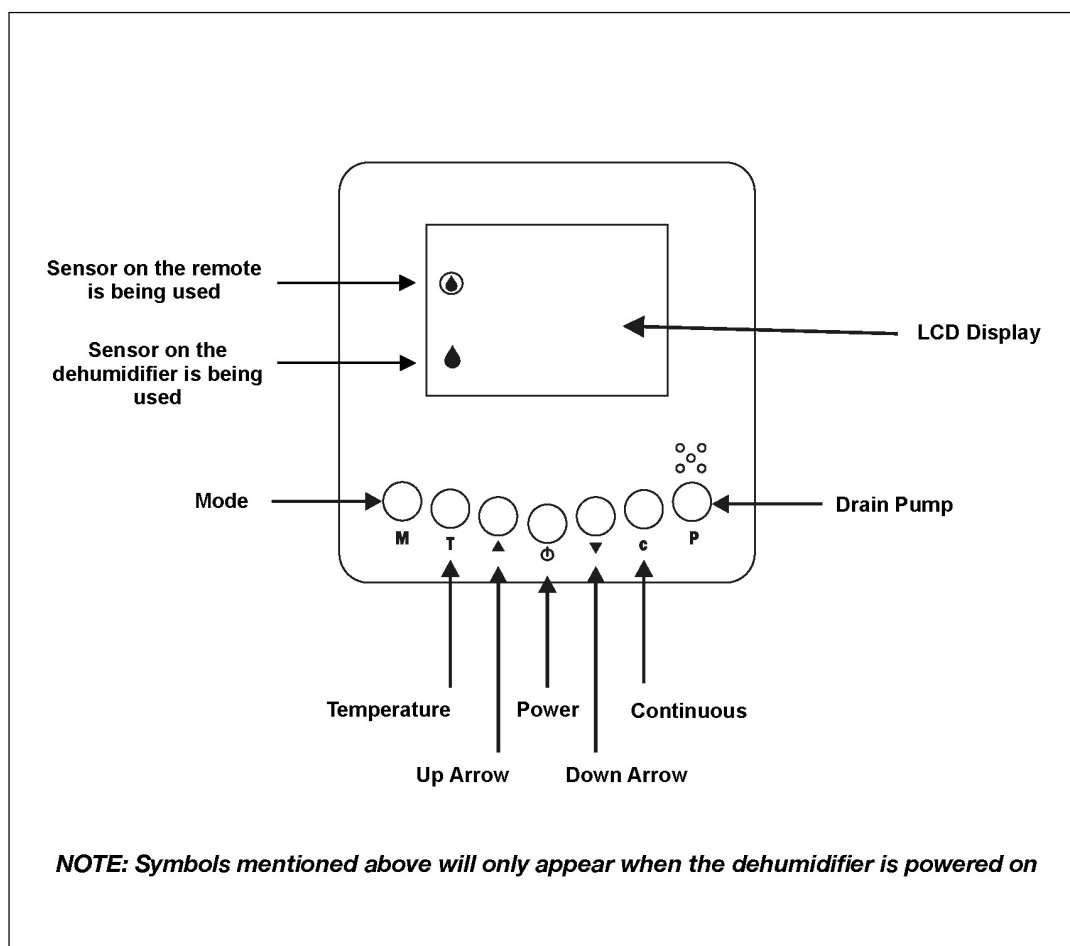 Sensor on the remote
is being used
Sensor on the
dehumidifier is being
used
LCD Display
Mode
Drain Pump
M
T
▲
⏻
▼
c
P
Temperature
Power
Continuous
Up Arrow
Down Arrow
NOTE: Symbols mentioned above will only appear when the dehumidifier is powered on